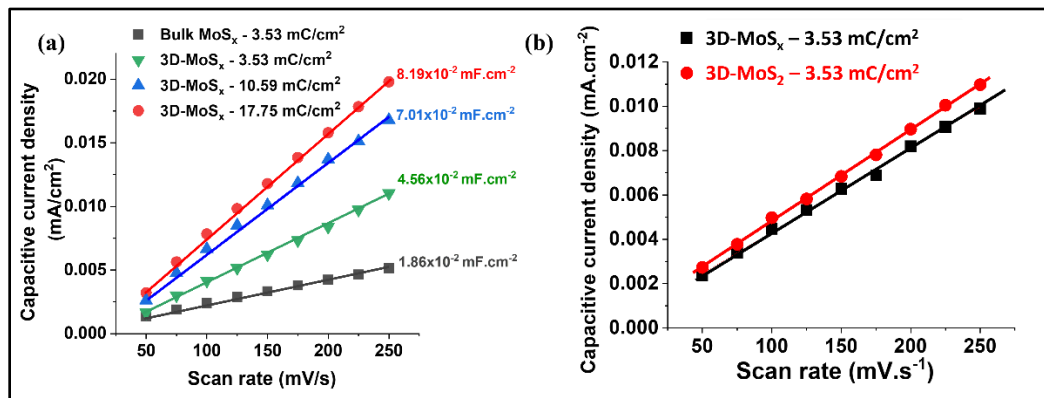 (a)
Bulk MoSₓ - 3.53 mC/cm²
3D-MoSₓ - 3.53 mC/cm²
3D-MoSₓ - 10.59 mC/cm²
3D-MoSₓ - 17.75 mC/cm²
8.19x10⁻² mF.cm⁻²
7.01x10⁻² mF.cm⁻²
4.56x10⁻² mF.cm⁻²
1.86x10⁻² mF.cm⁻²
Capacitive current density
(mA/cm²)
0.020
0.015
0.010
0.005
0.000
50 100 150 200 250
Scan rate (mV/s)
(b)
3D-MoSₓ – 3.53 mC/cm²
3D-MoS₂ – 3.53 mC/cm²
Capacitive current density (mA.cm⁻²)
0.012
0.010
0.008
0.006
0.004
0.002
0.000
50 100 150 200 250
Scan rate (mV.s⁻¹)